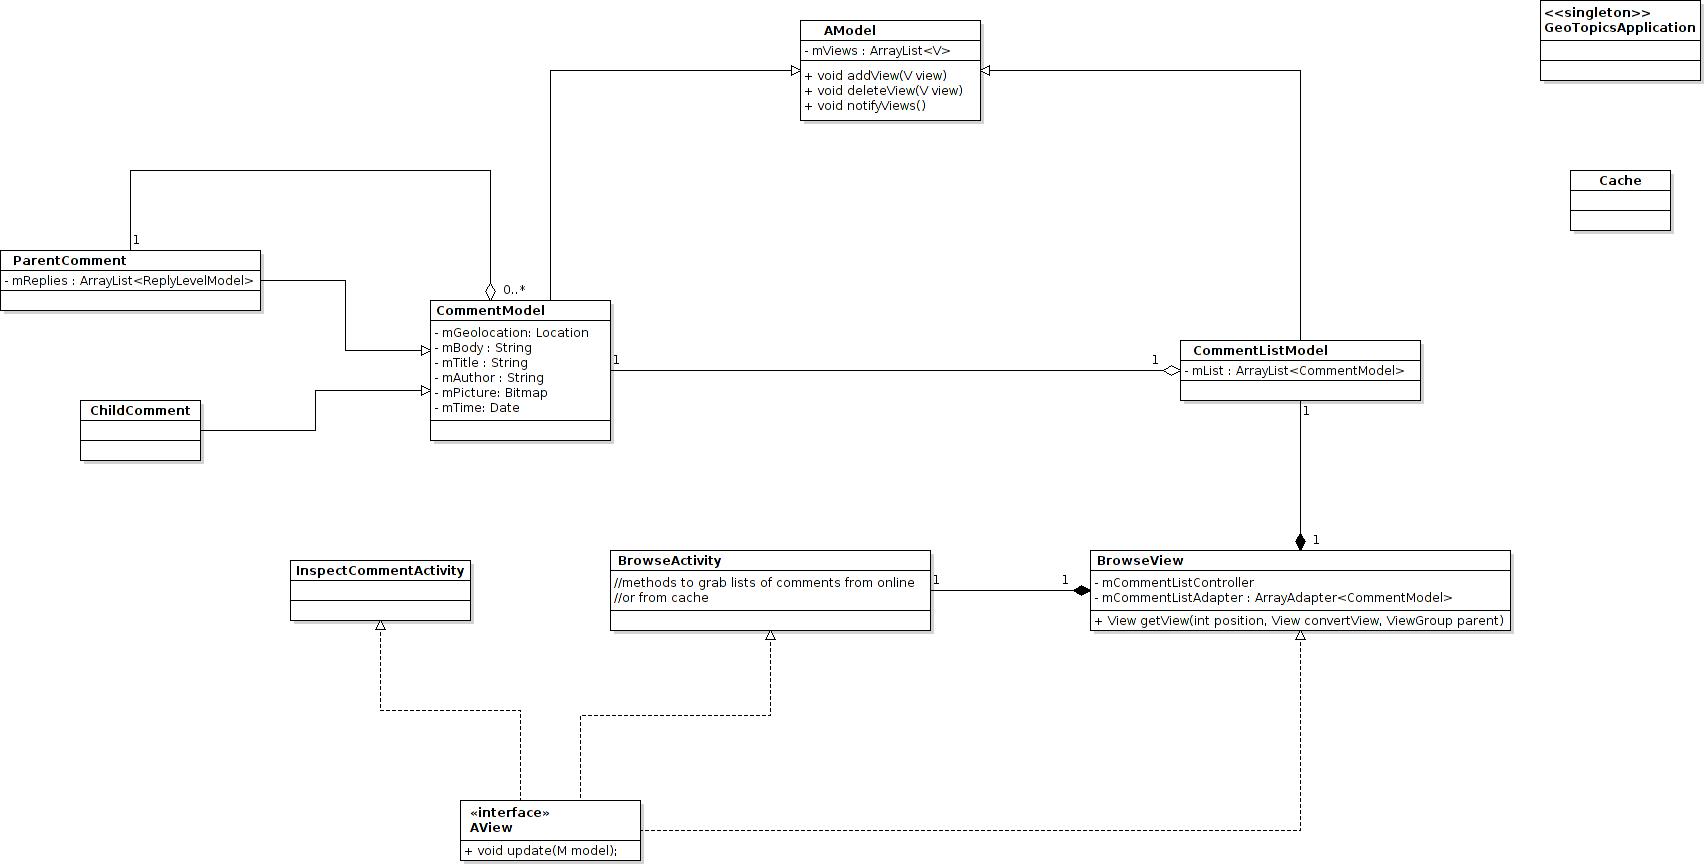 AModel
- mViews : ArrayList<V>
+ void addView(V view)
+ void deleteView(V view)
+ void notifyViews()
<<singleton>>
GeoTopicsApplication
Cache
1
ParentComment
- mReplies : ArrayList<ReplyLevelModel>
0..*
CommentModel
- mGeolocation: Location
- mBody : String
- mTitle : String
- mAuthor : String
- mPicture: Bitmap
- mTime: Date
1
1
CommentListModel
- mList : ArrayList<CommentModel>
1
ChildComment
InspectCommentActivity
BrowseActivity
//methods to grab lists of comments from online
//or from cache
1
1
1
BrowseView
- mCommentListController
- mCommentListAdapter : ArrayAdapter<CommentModel>
+ View getView(int position, View convertView, ViewGroup parent)
«interface»
AView
+ void update(M model);